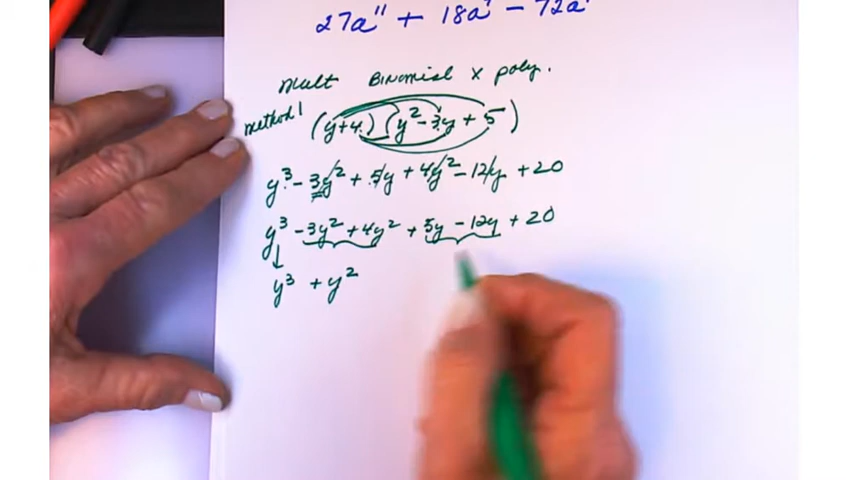 27a¹¹ + 18a - 72a
Mult Binomial x poly.
method 1
(y+4)(y² - 3y + 5)
y³ - 3y² + 5y + 4y² - 12y + 20
y³ - 3y² + 4y² + 5y - 12y + 20
y³ + y²